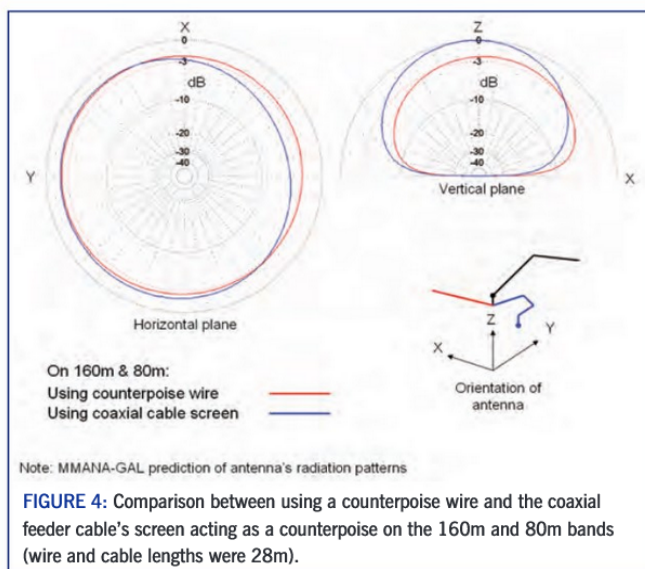 X
0
-3
dB
-10
-20
-30
-40
Y
Horizontal plane
Z
0
-3
dB
-10
-20
-30
-40
X
Vertical plane
Z
X
Y
Orientation of
antenna
On 160m & 80m:
Using counterpoise wire
Using coaxial cable screen
Note: MMANA-GAL prediction of antenna's radiation patterns
FIGURE 4: Comparison between using a counterpoise wire and the coaxial
feeder cable's screen acting as a counterpoise on the 160m and 80m bands
(wire and cable lengths were 28m).